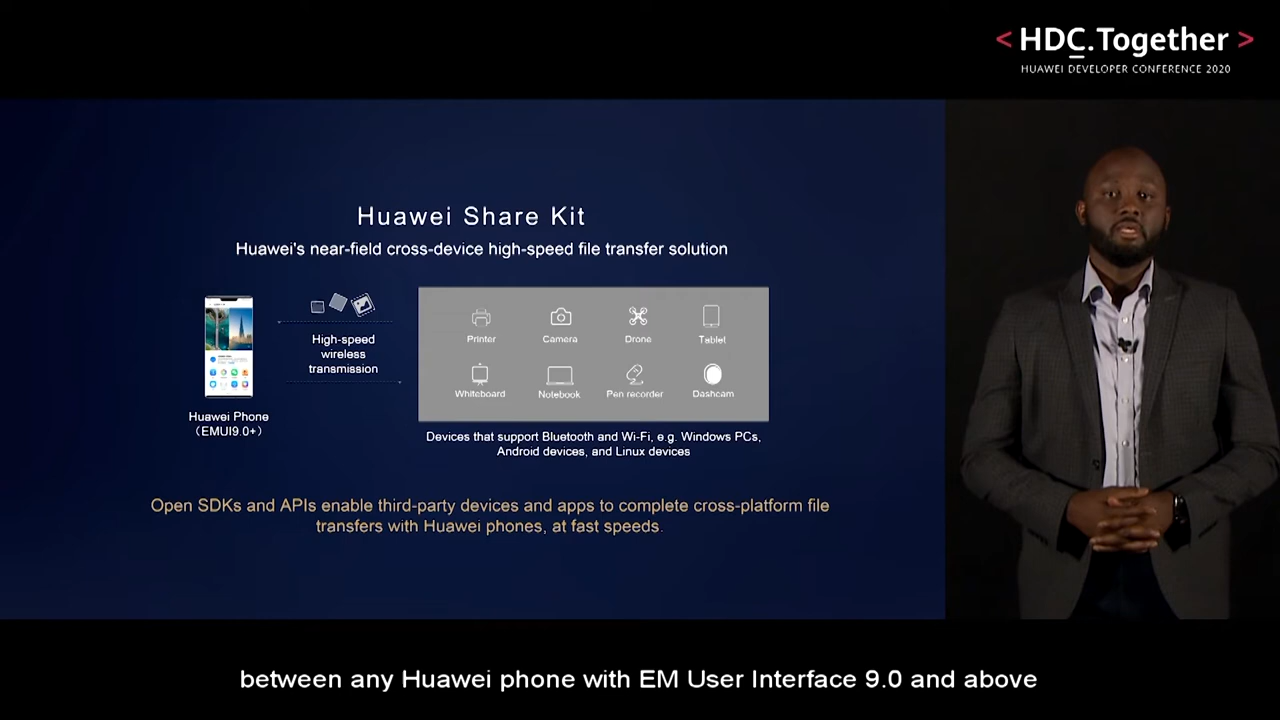 < HDC.Together >
HUAWEI DEVELOPER CONFERENCE 2020
Huawei Share Kit
Huawei's near-field cross-device high-speed file transfer solution
High-speed
wireless
transmission
Huawei Phone
（EMUI9.0+）
Printer
Camera
Drone
Tablet
Whiteboard
Notebook
Pen recorder
Dashcam
Devices that support Bluetooth and Wi-Fi, e.g. Windows PCs,
Android devices, and Linux devices
Open SDKs and APIs enable third-party devices and apps to complete cross-platform file
transfers with Huawei phones, at fast speeds.
between any Huawei phone with EM User Interface 9.0 and above